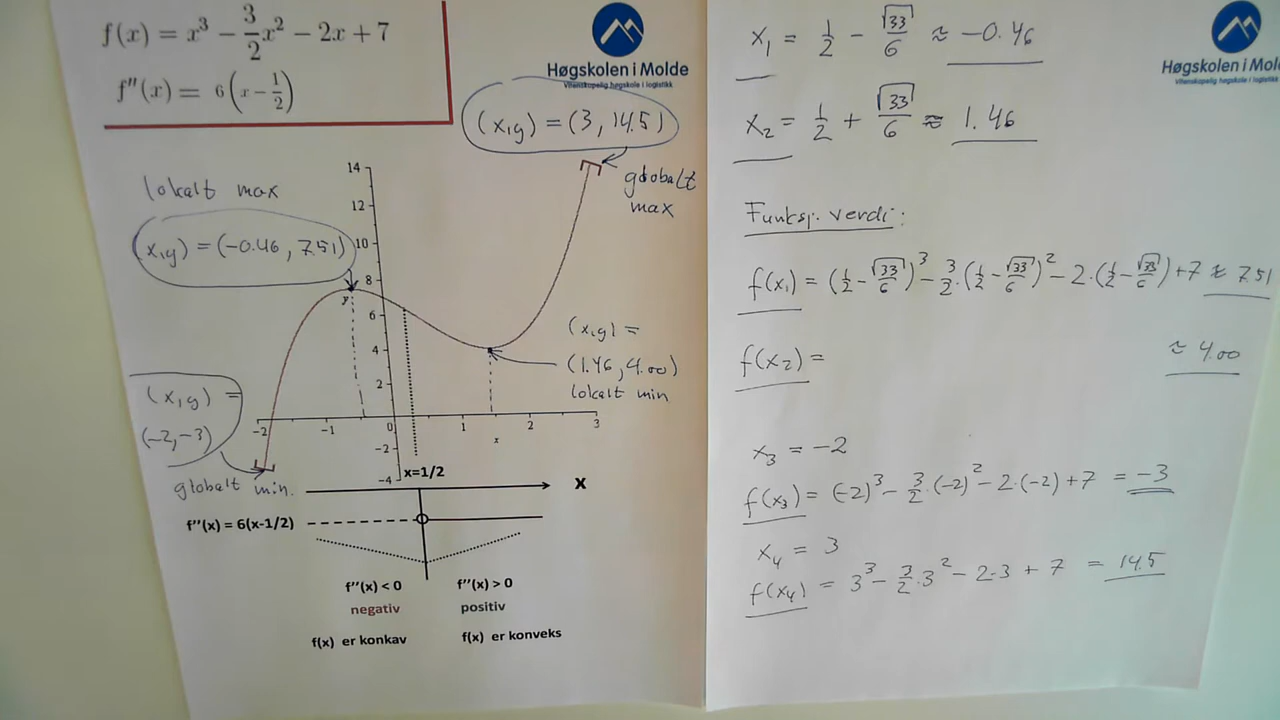 f(x) = x³ − 3/2 x² − 2x + 7
f''(x) = 6(x − 1/2)
Høgskolen i Molde
Vitenskapelig høgskole i logistikk
(x,y) = (3, 14.5)
globalt
max
lokalt max
(x,y) = (−0.46, 7.51)
14
12
10
8
y
6
4
2
(x,y) =
(1.46, 4.00)
lokalt min
(x,y) =
(−2, −3)
globalt min.
−2 −1 0 1 2 3
x
−2
−4
x=1/2
x
f''(x) = 6(x-1/2)
f''(x) < 0 f''(x) > 0
negativ positiv
f(x) er konkav f(x) er konveks
Høgskolen i Mold
Vitenskapelig høgskole i logistikk
x₁ = 1/2 − √33/6 ≈ −0.46
x₂ = 1/2 + √33/6 ≈ 1.46
Funksj. verdi:
f(x₁) = (1/2 − √33/6)³ − 3/2·(1/2 − √33/6)² − 2·(1/2 − √33/6) + 7 ≈ 7.51
f(x₂) = ≈ 4.00
x₃ = −2
f(x₃) = (−2)³ − 3/2·(−2)² − 2·(−2) + 7 = −3
x₄ = 3
f(x₄) = 3³ − 3/2·3² − 2·3 + 7 = 14.5